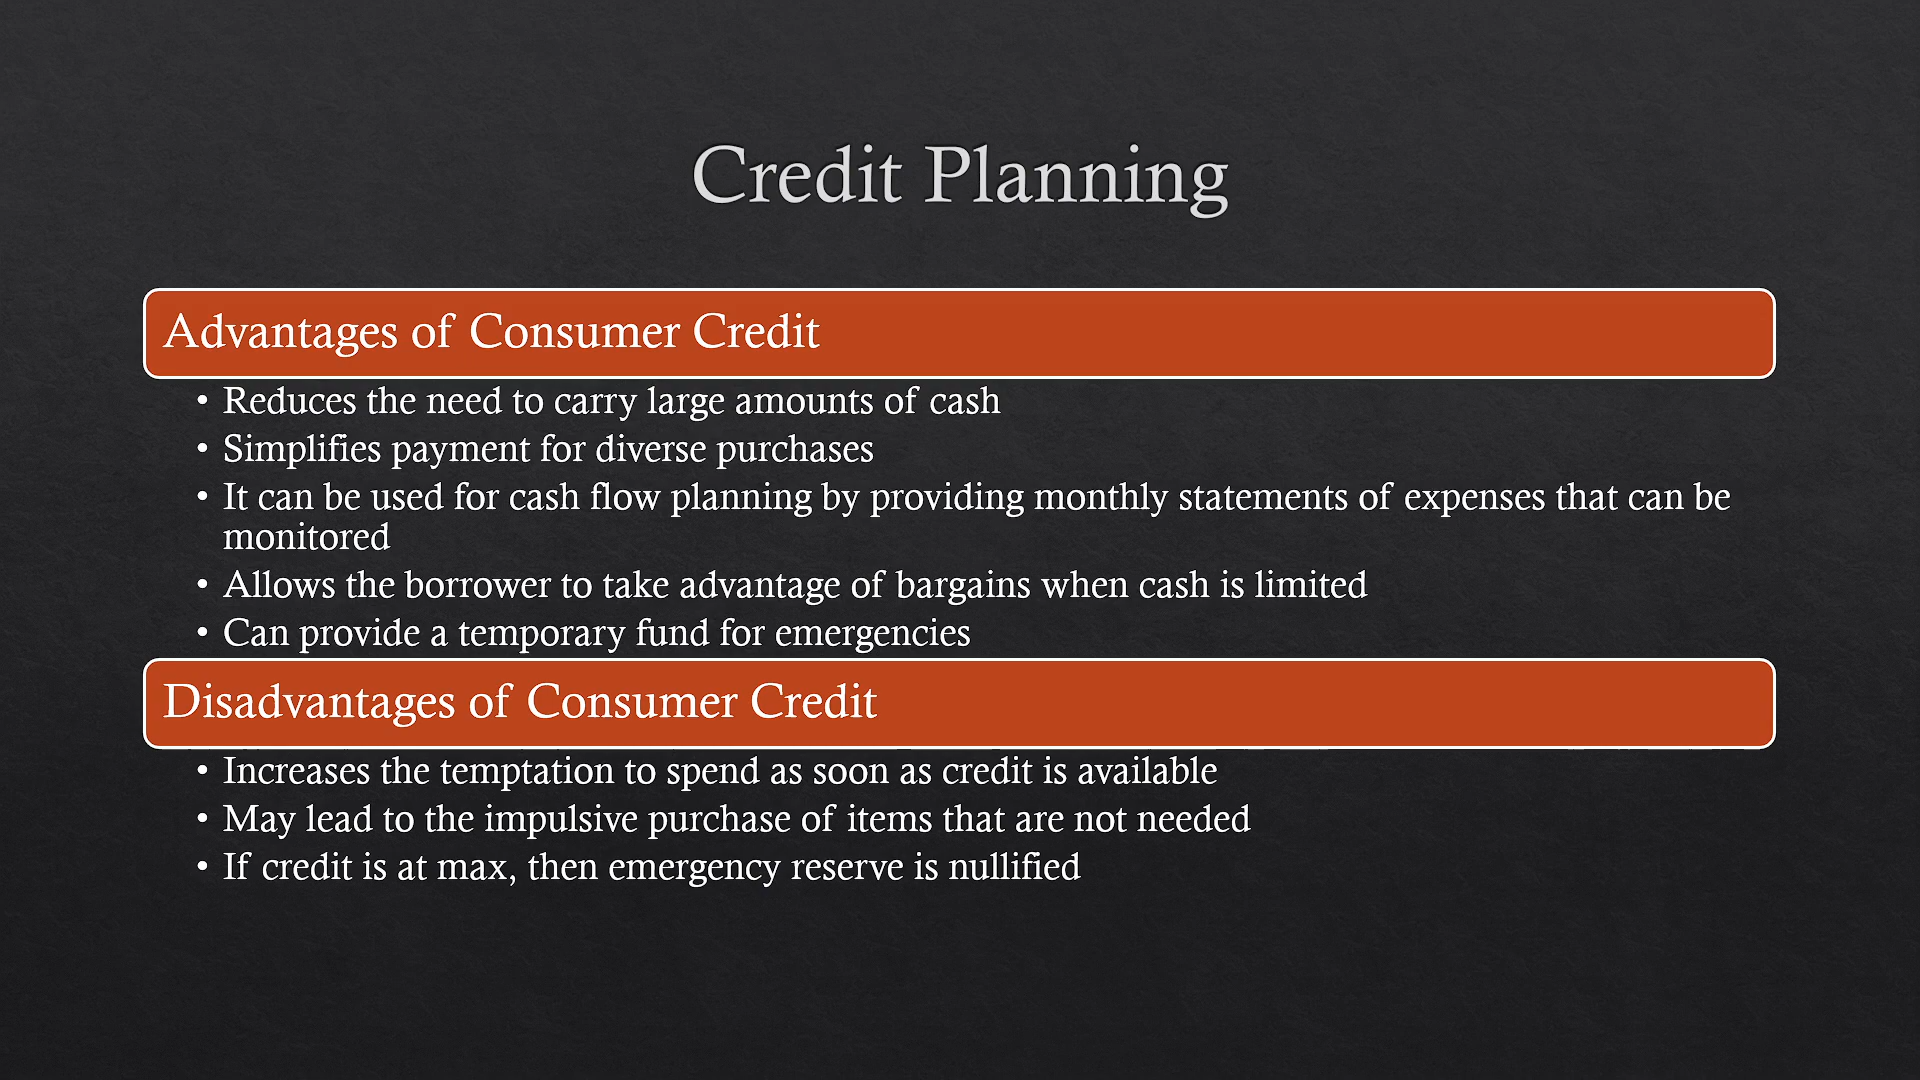 Credit Planning
Advantages of Consumer Credit
• Reduces the need to carry large amounts of cash
• Simplifies payment for diverse purchases
• It can be used for cash flow planning by providing monthly statements of expenses that can be
monitored
• Allows the borrower to take advantage of bargains when cash is limited
• Can provide a temporary fund for emergencies
Disadvantages of Consumer Credit
• Increases the temptation to spend as soon as credit is available
• May lead to the impulsive purchase of items that are not needed
• If credit is at max, then emergency reserve is nullified